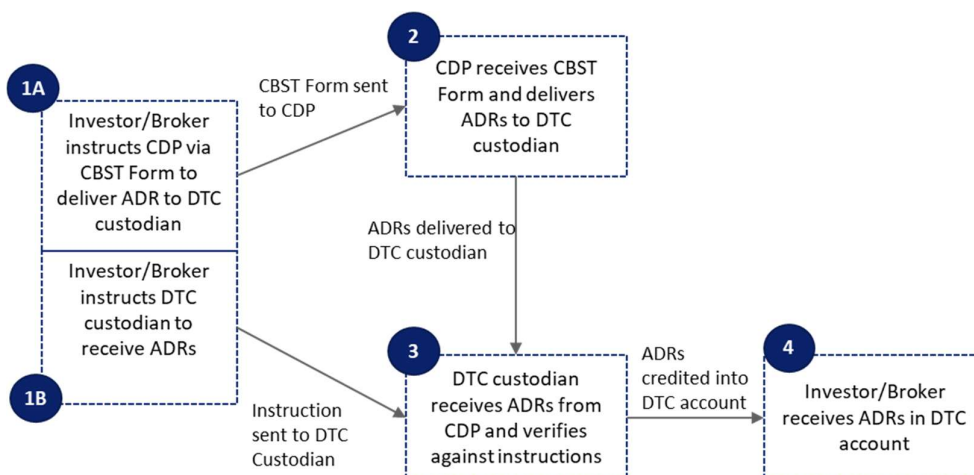 1A
Investor/Broker
instructs CDP via
CBST Form to
deliver ADR to DTC
custodian
Investor/Broker
instructs DTC
custodian to
receive ADRs
1B
CBST Form sent
to CDP
2
CDP receives CBST
Form and delivers
ADRs to DTC
custodian
ADRs delivered to
DTC custodian
Instruction
sent to DTC
Custodian
3
DTC custodian
receives ADRs from
CDP and verifies
against instructions
ADRs
credited into
DTC account
4
Investor/Broker
receives ADRs in DTC
account